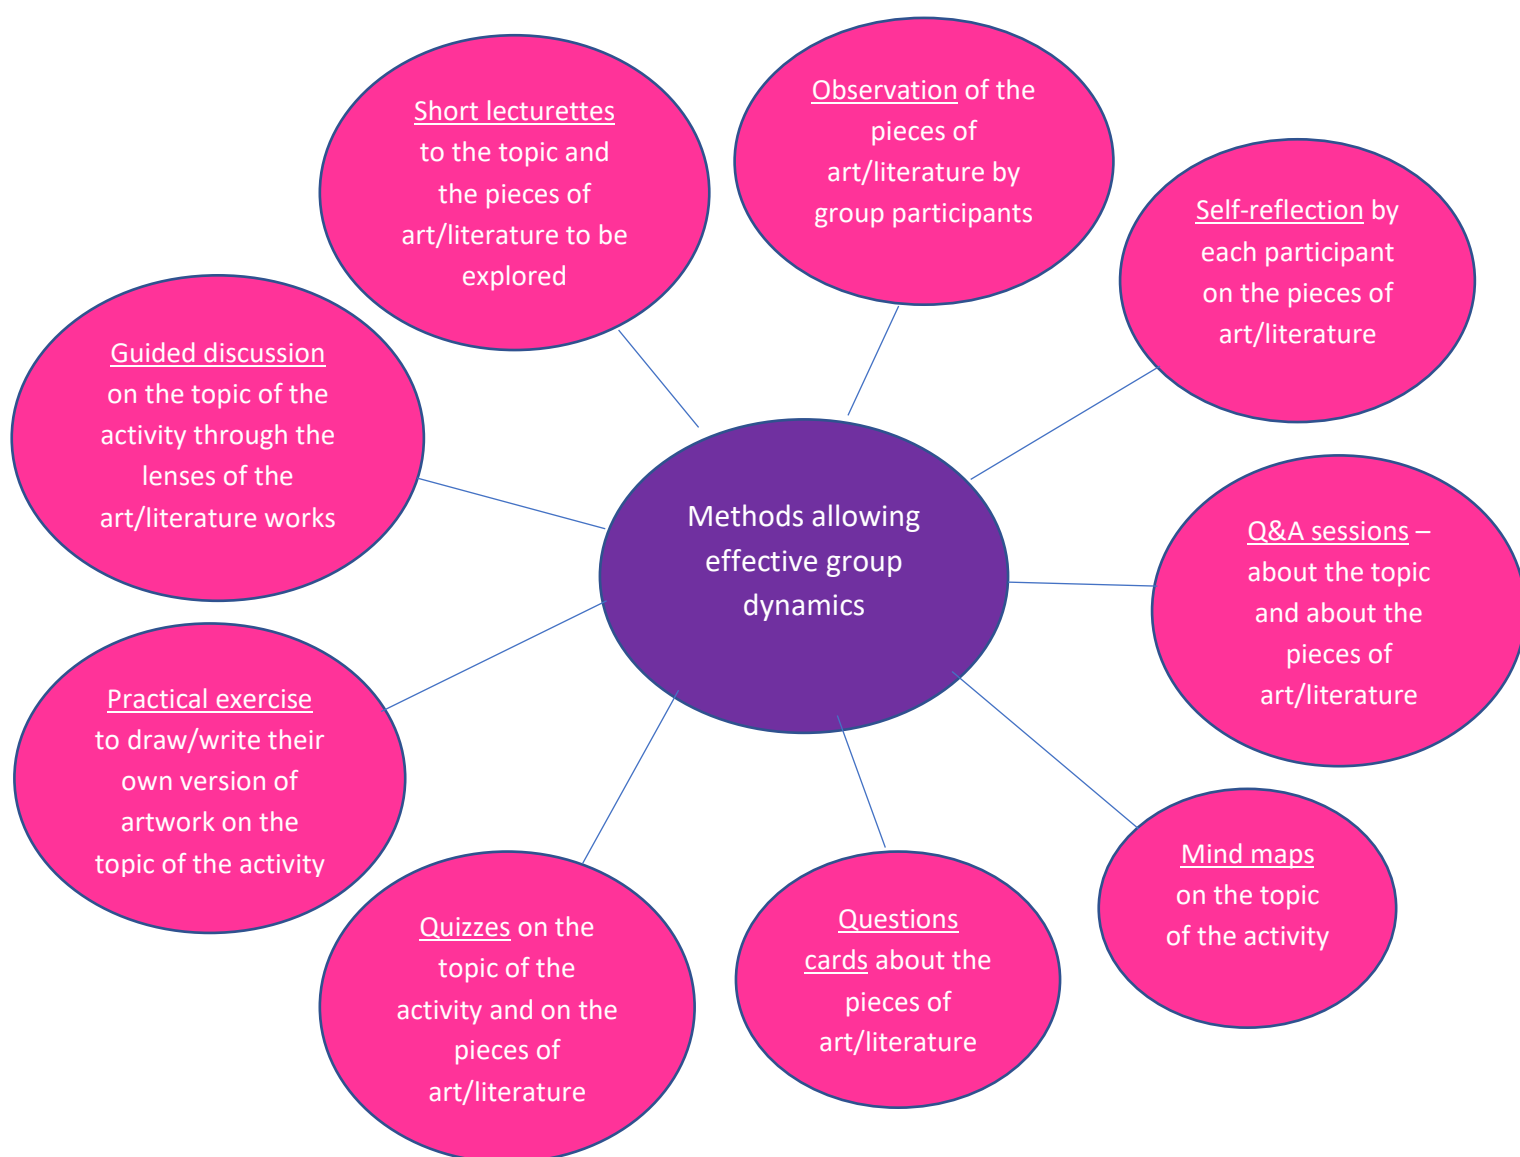 Short lecturettes
to the topic and
the pieces of
art/literature to be
explored
Observation of the
pieces of
art/literature by
group participants
Self-reflection by
each participant
on the pieces of
art/literature
Guided discussion
on the topic of the
activity through the
lenses of the
art/literature works
Methods allowing
effective group
dynamics
Q&A sessions –
about the topic
and about the
pieces of
art/literature
Practical exercise
to draw/write their
own version of
artwork on the
topic of the activity
Quizzes on the
topic of the
activity and on the
pieces of
art/literature
Questions
cards about the
pieces of
art/literature
Mind maps
on the topic
of the activity